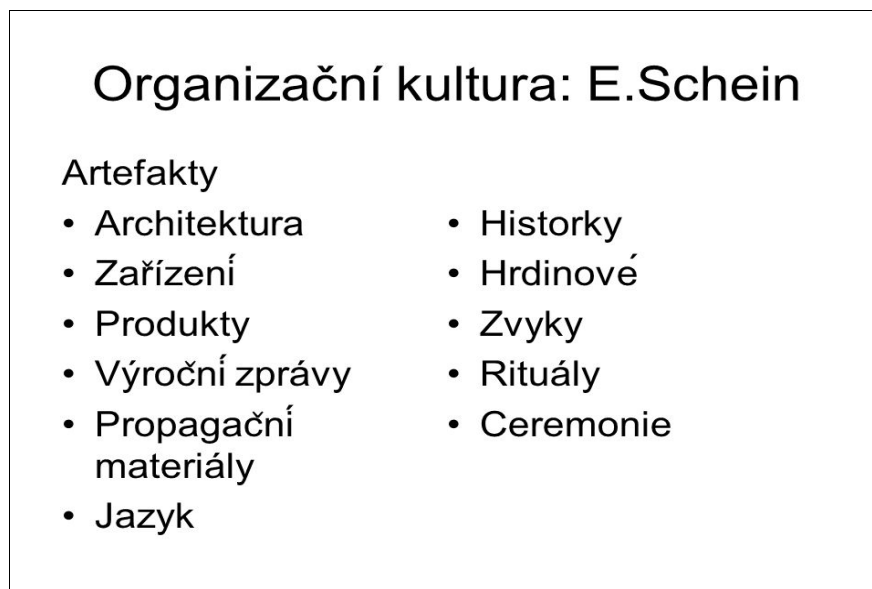 Organizační kultura: E.Schein
Artefakty
• Architektura
• Zařízení
• Produkty
• Výroční zprávy
• Propagační
materiály
• Jazyk
• Historky
• Hrdinové
• Zvyky
• Rituály
• Ceremonie